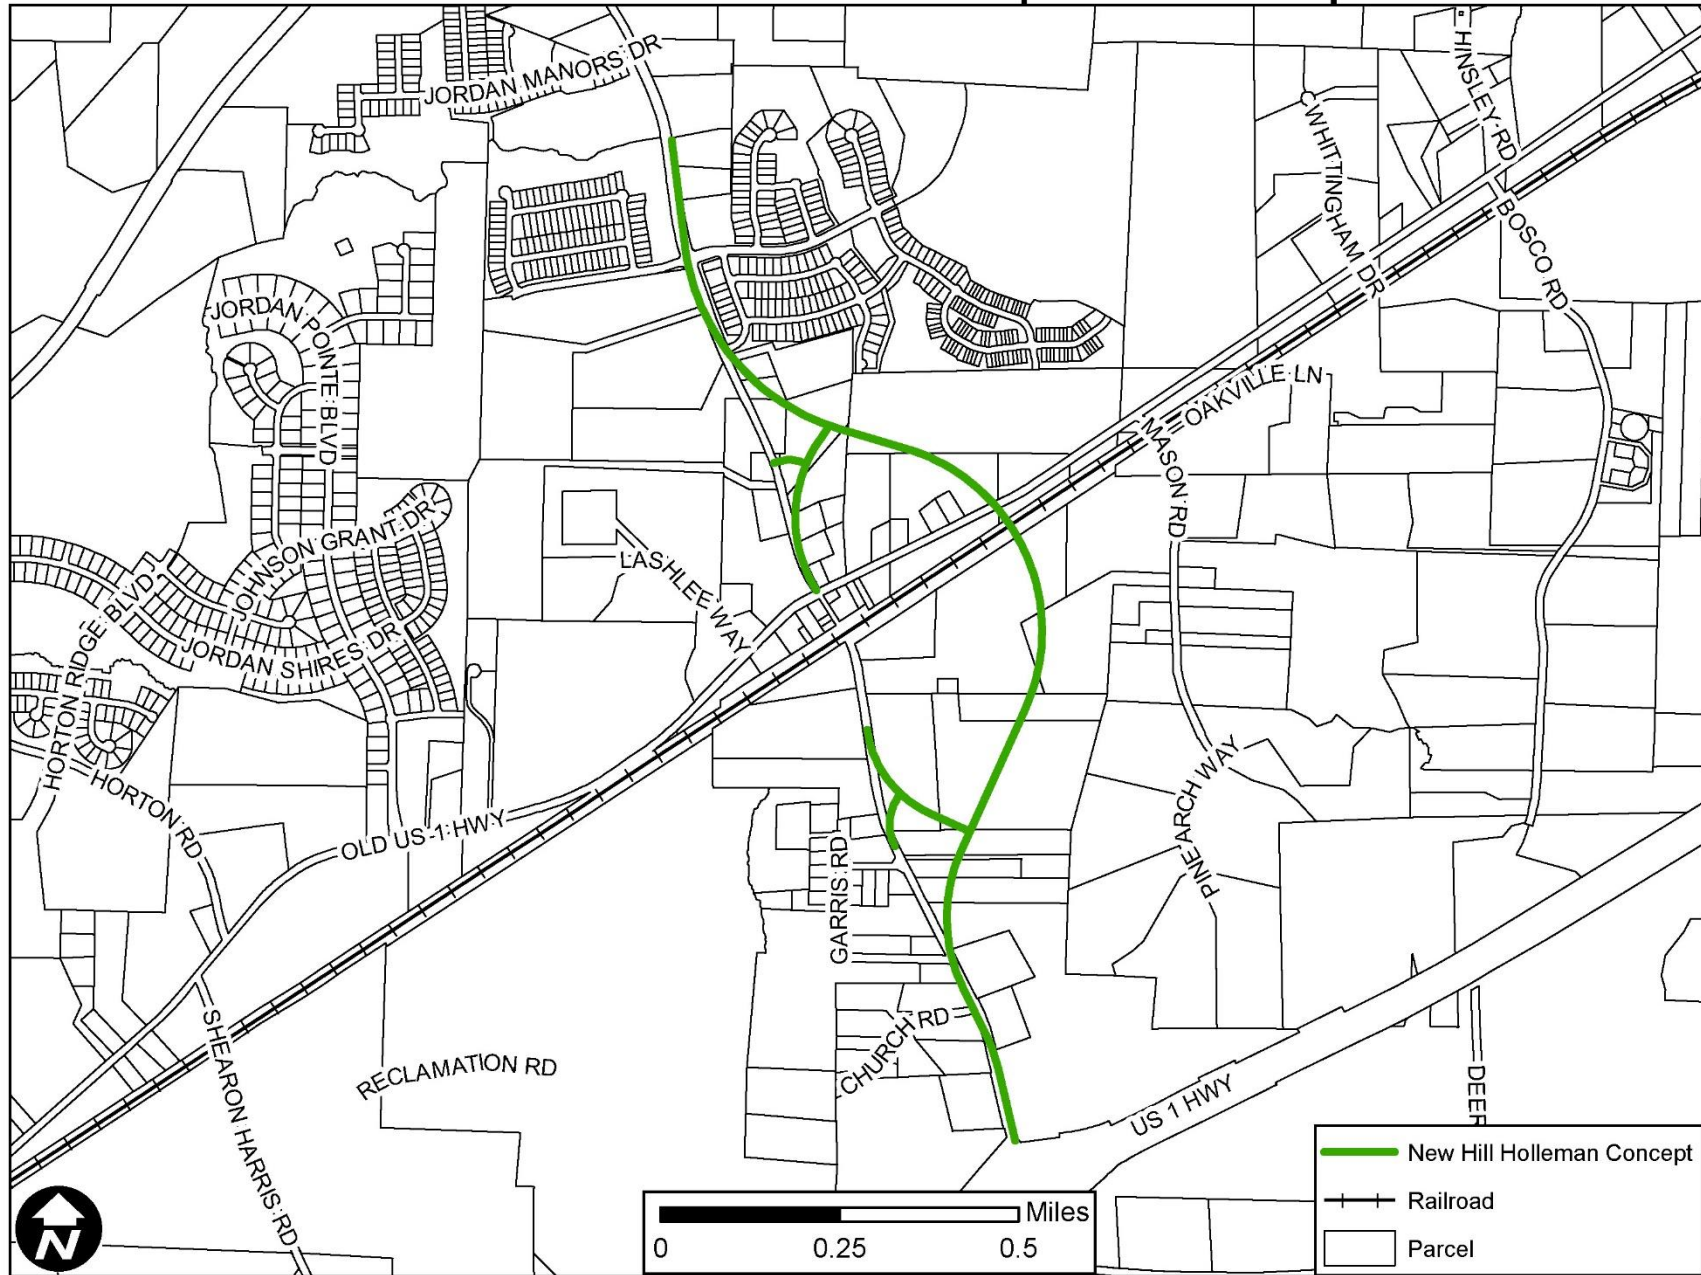 JORDAN MANORS DR
HINSLEY RD
WHITTINGHAM DR
BOSCO RD
JORDAN POINTE BLVD
OAKVILLE LN
MASON RD
JOHNSON GRANT DR
LASHLEE WAY
HORTON RIDGE BLVD
JORDAN SHIRES DR
HORTON RD
OLD US 1 HWY
PINE ARCH WAY
GARRIS RD
SHEARON HARRIS RD
CHURCH RD
RECLAMATION RD
US 1 HWY
DEER
New Hill Holleman Concept
Railroad
Parcel
N
Miles
0 0.25 0.5